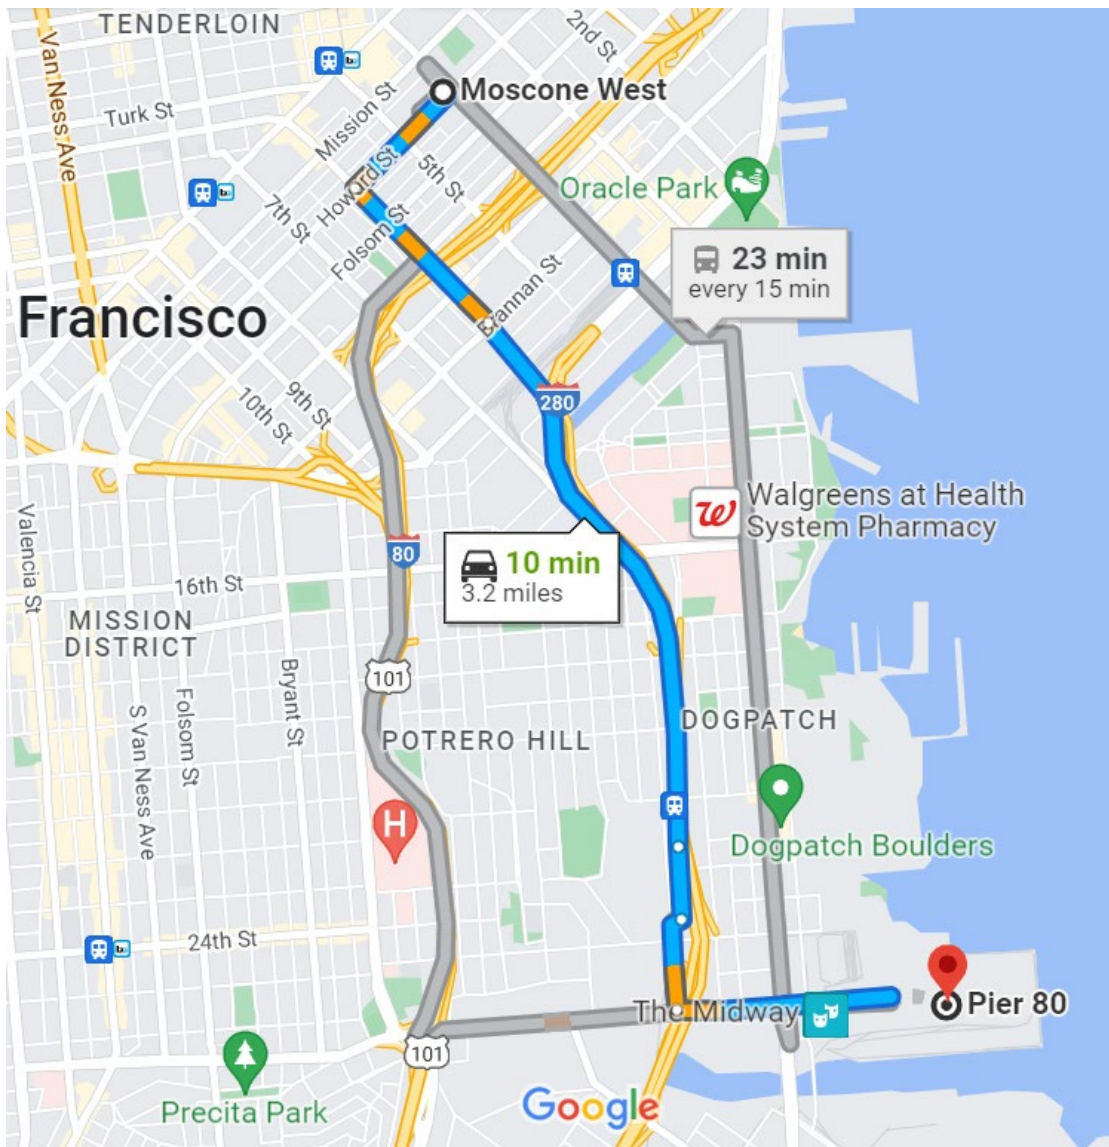 TENDERLOIN
2nd St
Van Ness Ave
Moscone West
Turk St
Mission St
5th St
Howard St
Oracle Park
7th St
Folsom St
23 min
every 15 min
Francisco
Brannan St
9th St
10th St
280
Walgreens at Health
System Pharmacy
Valencia St
80
10 min
3.2 miles
16th St
MISSION
DISTRICT
101
Bryant St
Folsom St
S Van Ness Ave
POTRERO HILL
DOGPATCH
H
Dogpatch Boulders
24th St
The Midway
Pier 80
101
Precita Park
Google